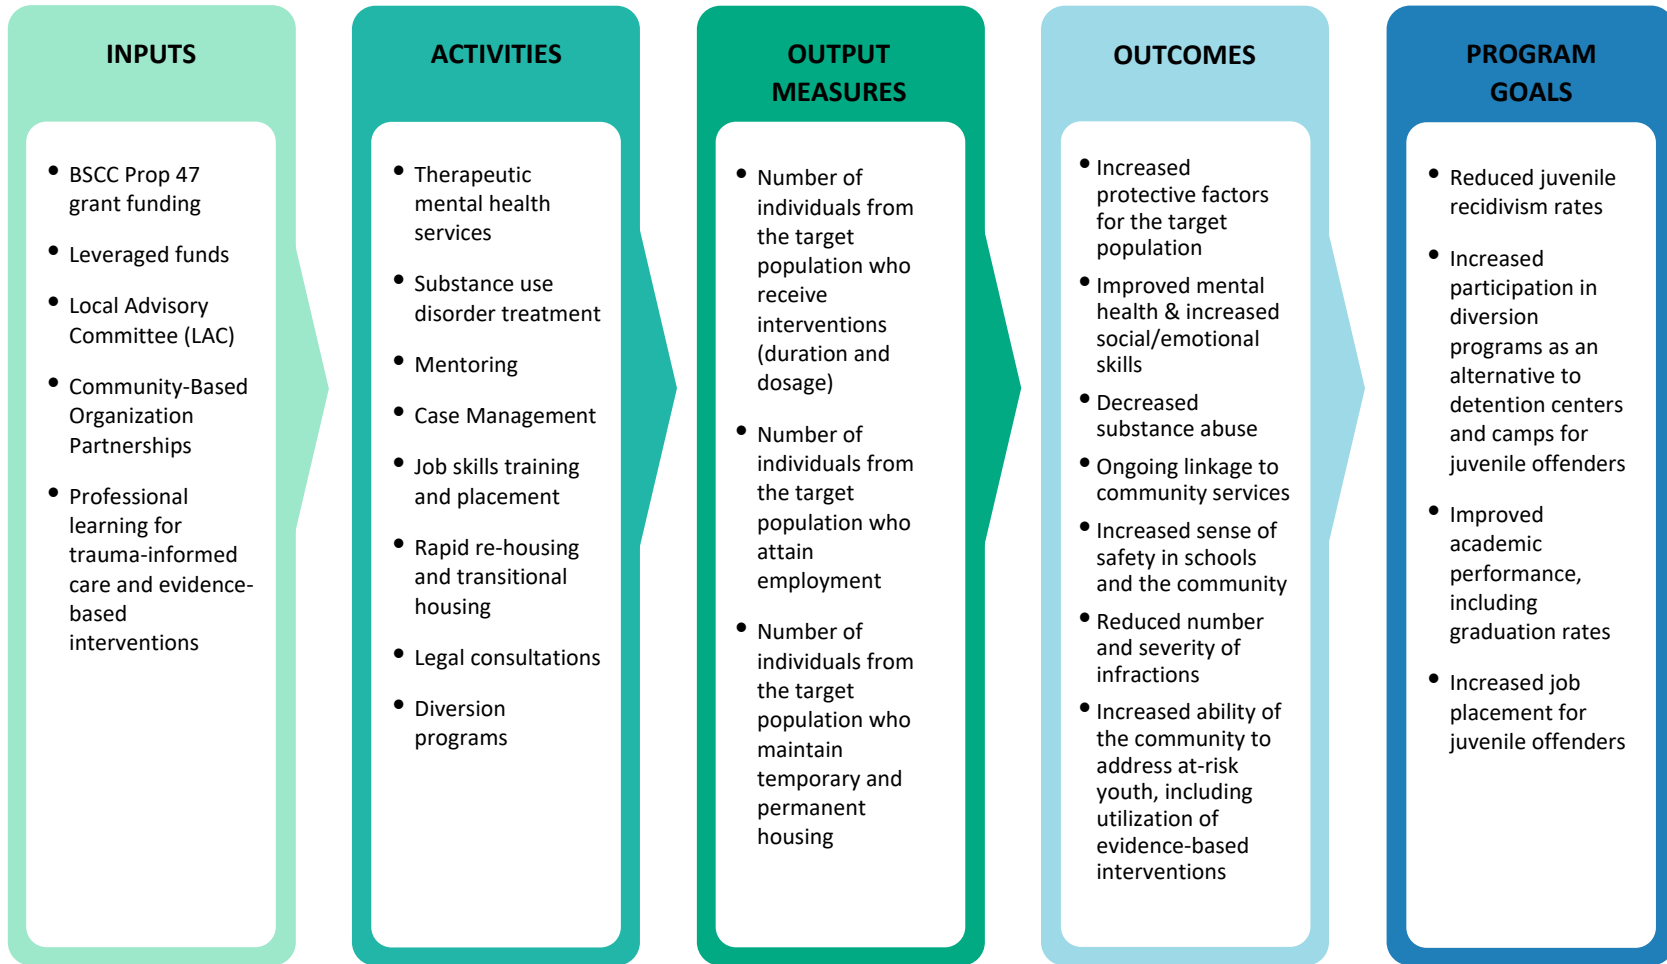 INPUTS
• BSCC Prop 47
grant funding
• Leveraged funds
• Local Advisory
Committee (LAC)
• Community-Based
Organization
Partnerships
• Professional
learning for
trauma-informed
care and evidence-
based
interventions
ACTIVITIES
• Therapeutic
mental health
services
• Substance use
disorder treatment
• Mentoring
• Case Management
• Job skills training
and placement
• Rapid re-housing
and transitional
housing
• Legal consultations
• Diversion
programs
OUTPUT
MEASURES
• Number of
individuals from
the target
population who
receive
interventions
(duration and
dosage)
• Number of
individuals from
the target
population who
attain
employment
• Number of
individuals from
the target
population who
maintain
temporary and
permanent
housing
OUTCOMES
• Increased
protective factors
for the target
population
• Improved mental
health & increased
social/emotional
skills
• Decreased
substance abuse
• Ongoing linkage to
community services
• Increased sense of
safety in schools
and the community
• Reduced number
and severity of
infractions
• Increased ability of
the community to
address at-risk
youth, including
utilization of
evidence-based
interventions
PROGRAM
GOALS
• Reduced juvenile
recidivism rates
• Increased
participation in
diversion
programs as an
alternative to
detention centers
and camps for
juvenile offenders
• Improved
academic
performance,
including
graduation rates
• Increased job
placement for
juvenile offenders